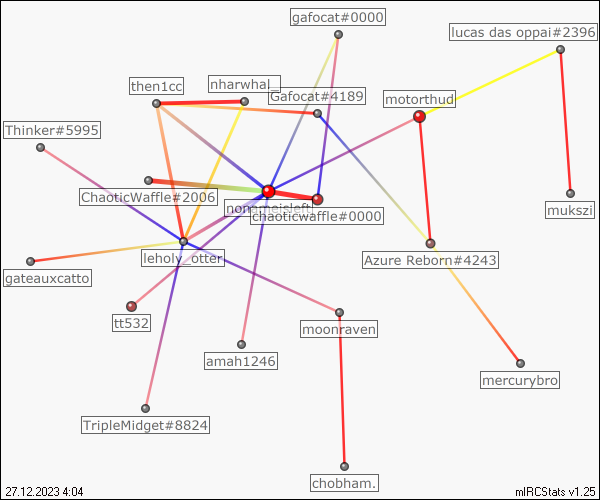 gafocat#0000
lucas das oppai#2396
then1cc
nharwhal_
Gafocat#4189
motorthud
Thinker#5995
ChaoticWaffle#2006
nommeisleft
chaoticwaffle#0000
mukszi
leholy_otter
Azure Reborn#4243
gateauxcatto
tt532
moonraven
amah1246
mercurybro
TripleMidget#8824
chobham.
27.12.2023 4:04
mIRCStats v1.25